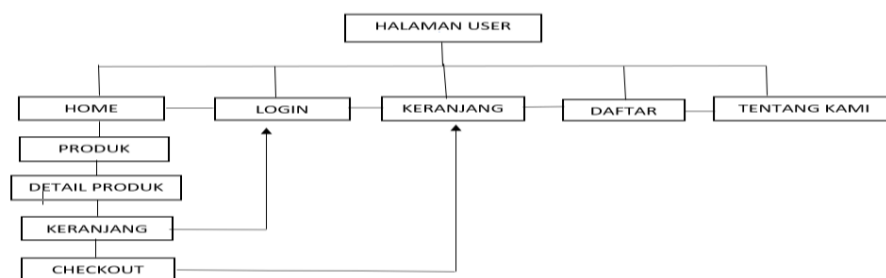 HALAMAN USER
HOME
LOGIN
KERANJANG
DAFTAR
TENTANG KAMI
PRODUK
DETAIL PRODUK
KERANJANG
CHECKOUT